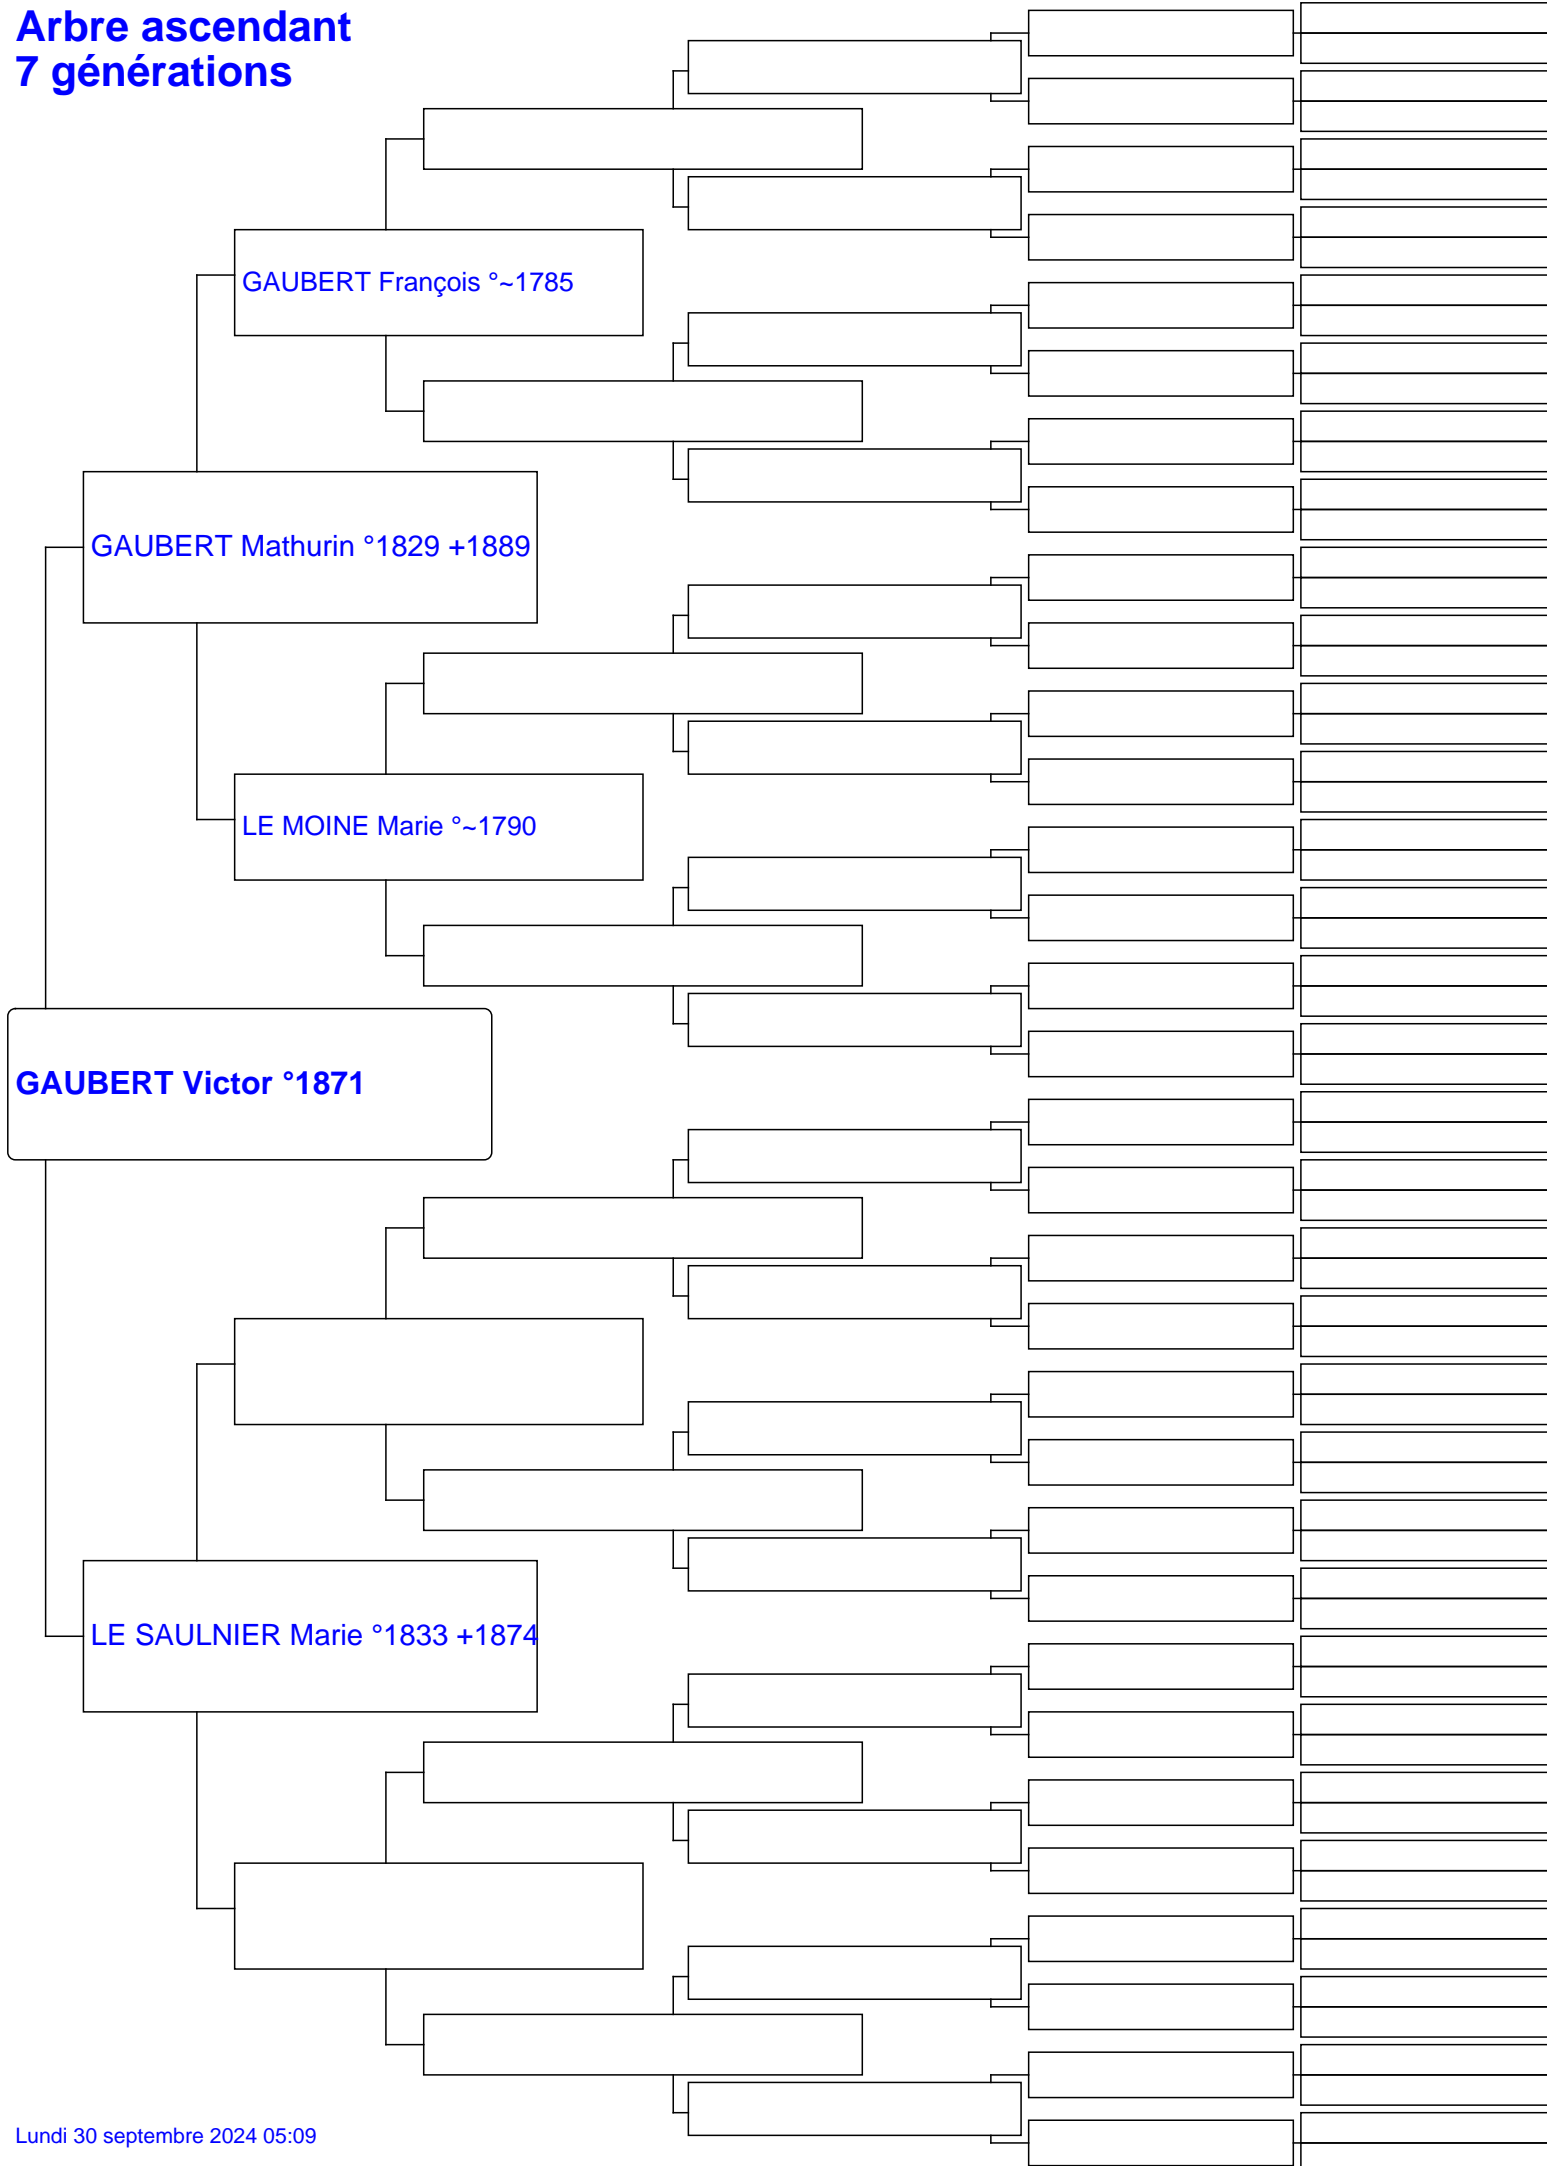 Arbre ascendant
7 générations
GAUBERT François °~1785
GAUBERT Mathurin °1829 +1889
LE MOINE Marie °~1790
GAUBERT Victor °1871
LE SAULNIER Marie °1833 +1874
Lundi 30 septembre 2024 05:09